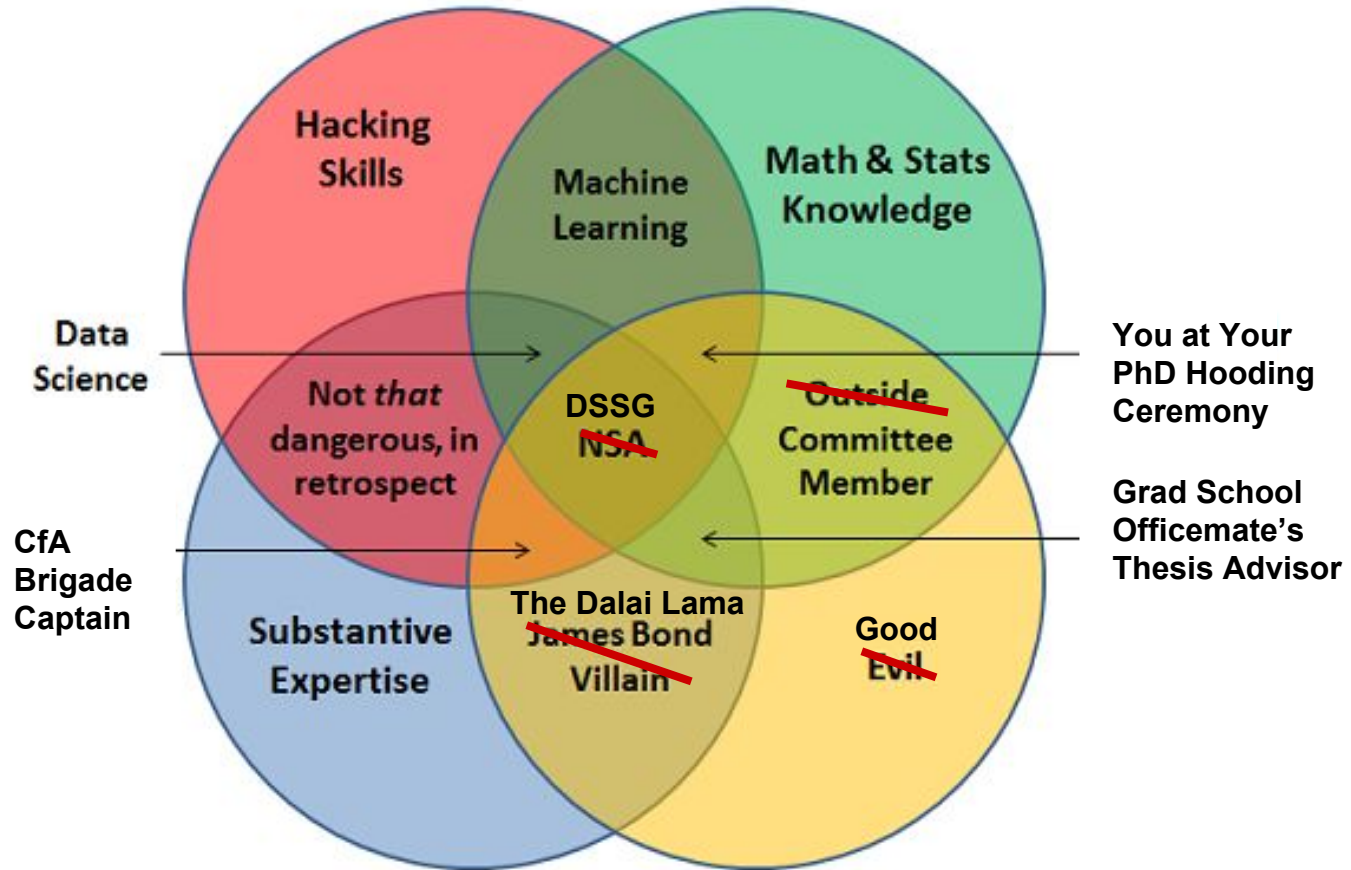 Hacking
Skills
Machine
Learning
Math & Stats
Knowledge
Data
Science
Not that
dangerous, in
retrospect
DSSG
NSA
Outside
Committee
Member
You at Your
PhD Hooding
Ceremony
CfA
Brigade
Captain
Grad School
Officemate’s
Thesis Advisor
Substantive
Expertise
The Dalai Lama
James Bond
Villain
Good
Evil